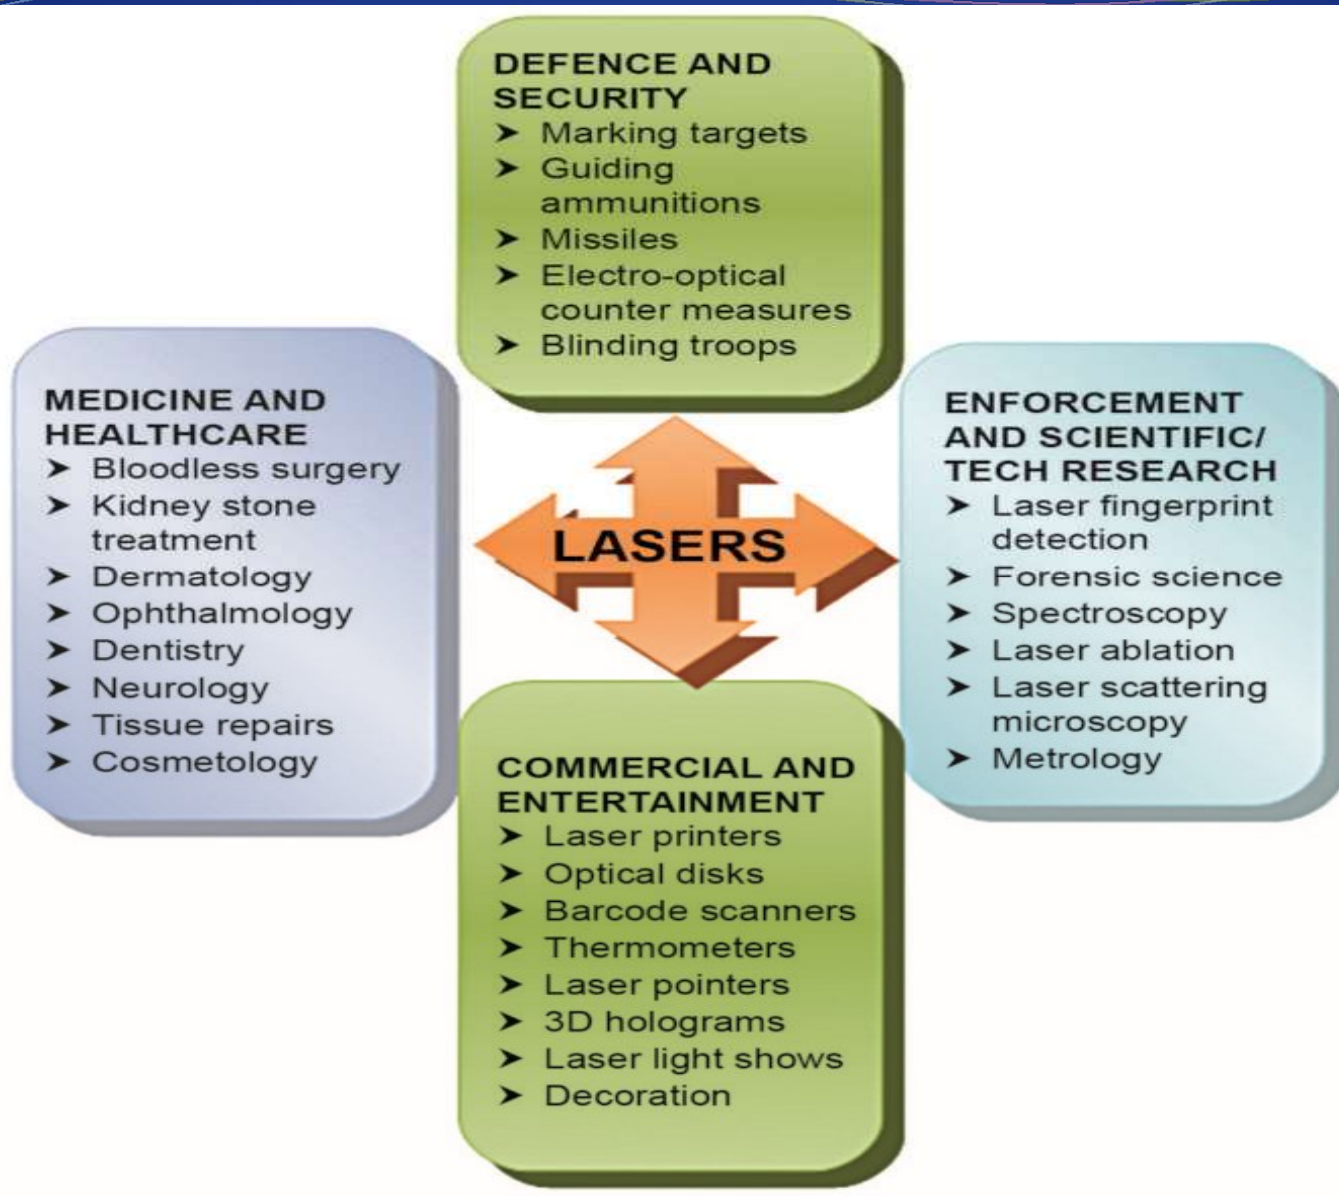 DEFENCE AND
SECURITY
➤ Marking targets
➤ Guiding
ammunitions
➤ Missiles
➤ Electro-optical
counter measures
➤ Blinding troops
MEDICINE AND
HEALTHCARE
➤ Bloodless surgery
➤ Kidney stone
treatment
➤ Dermatology
➤ Ophthalmology
➤ Dentistry
➤ Neurology
➤ Tissue repairs
➤ Cosmetology
LASERS
ENFORCEMENT
AND SCIENTIFIC/
TECH RESEARCH
➤ Laser fingerprint
detection
➤ Forensic science
➤ Spectroscopy
➤ Laser ablation
➤ Laser scattering
microscopy
➤ Metrology
COMMERCIAL AND
ENTERTAINMENT
➤ Laser printers
➤ Optical disks
➤ Barcode scanners
➤ Thermometers
➤ Laser pointers
➤ 3D holograms
➤ Laser light shows
➤ Decoration